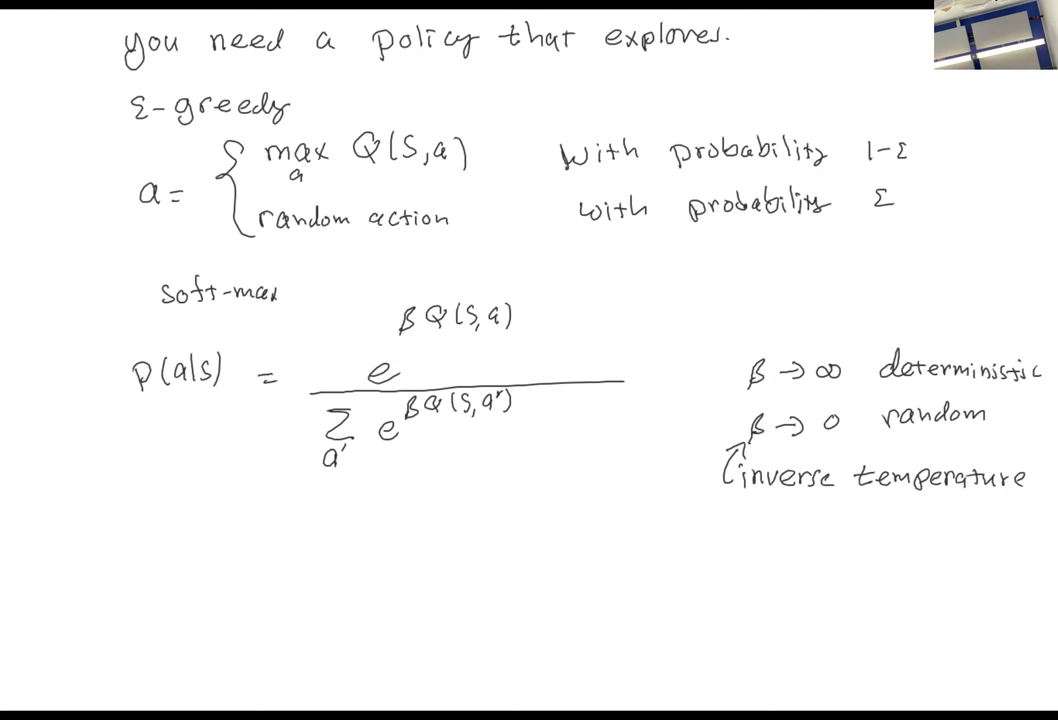 you need a policy that explores.
Σ-greedy
a = { max_a Q(S,a) with probability 1-Σ
random action with probability Σ
soft-max
p(a|s) = e^{βQ(S,a)} / Σ_{a'} e^{βQ(S,a')}
β → ∞ deterministic
β → 0 random
inverse temperature